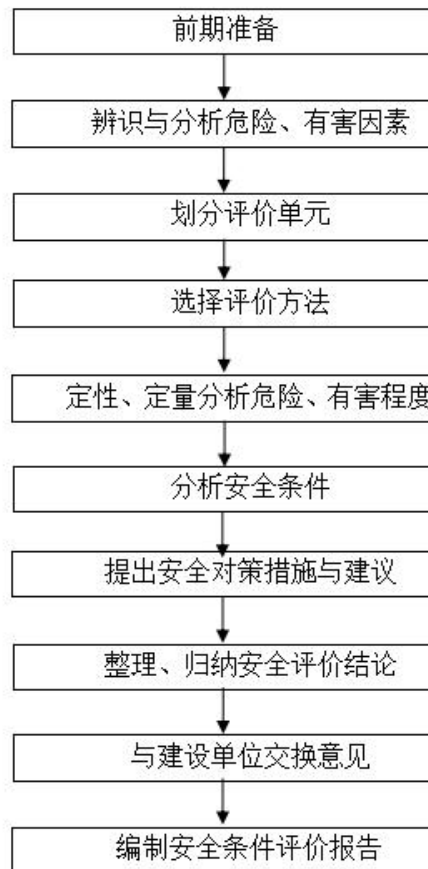 前期准备
辨识与分析危险、有害因素
划分评价单元
选择评价方法
定性、定量分析危险、有害程度
分析安全条件
提出安全对策措施与建议
整理、归纳安全评价结论
与建设单位交换意见
编制安全条件评价报告